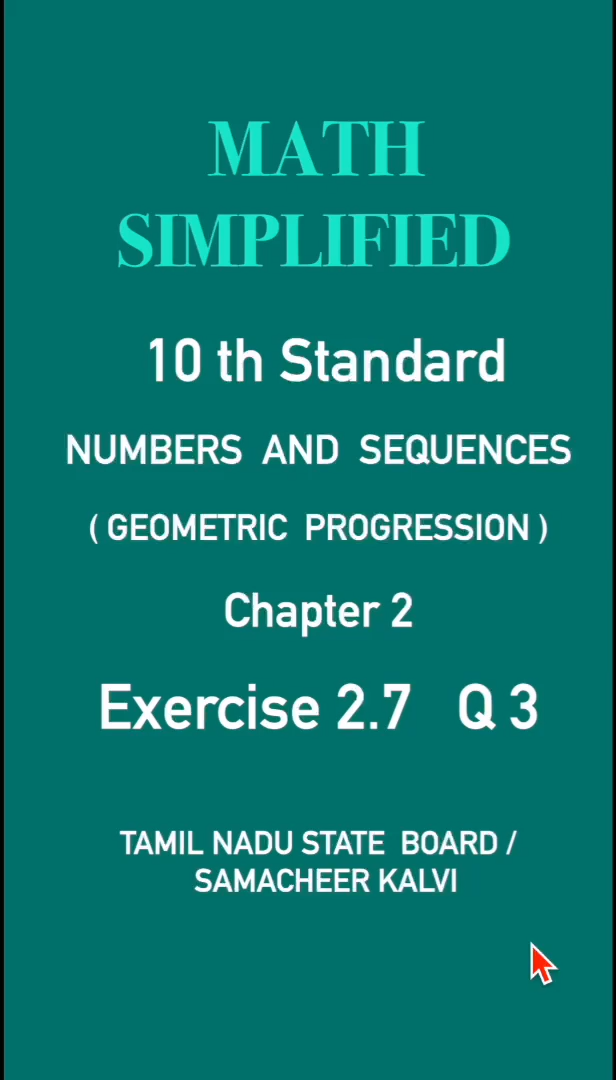 MATH
SIMPLIFIED
10 th Standard
NUMBERS AND SEQUENCES
( GEOMETRIC PROGRESSION )
Chapter 2
Exercise 2.7 Q 3
TAMIL NADU STATE BOARD /
SAMACHEER KALVI